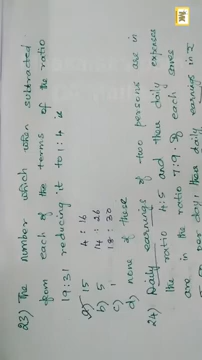 23) The number which when subtracted
from each of the terms of the ratio
19:31 reducing it to 1:4 is
a) 15 4:16
b) 5 14:26
c) 1 18:30
d) none of these
24) Daily earnings of two persons are in
the ratio 4:5 and their daily expenses
are in the ratio 7:9. If each saves
per day, their daily earnings in ₹